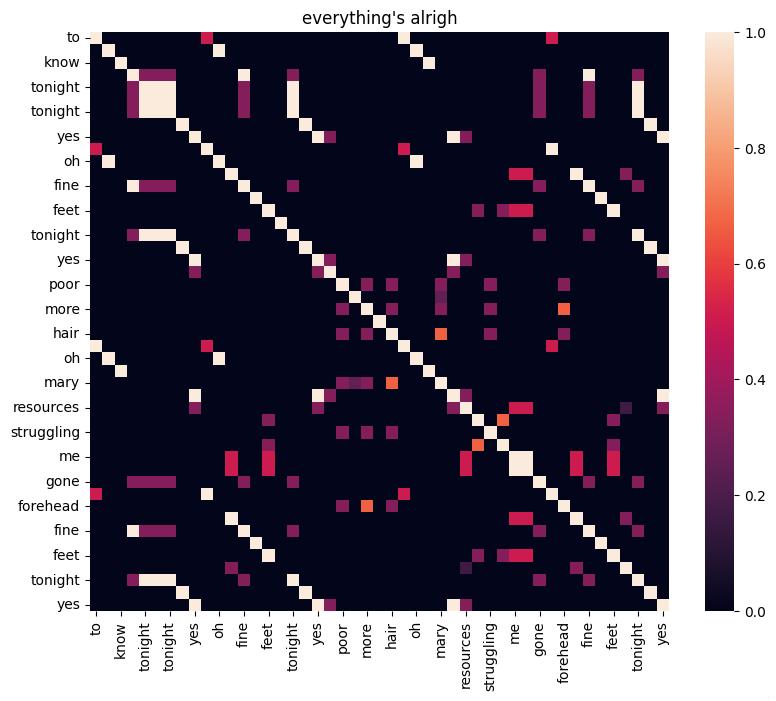 everything's alrigh
to
know
tonight
tonight
yes
oh
fine
feet
tonight
yes
poor
more
hair
oh
mary
resources
struggling
me
gone
forehead
fine
feet
tonight
yes
to
know
tonight
tonight
yes
oh
fine
feet
tonight
yes
poor
more
hair
oh
mary
resources
struggling
me
gone
forehead
fine
feet
tonight
yes
1.0
0.8
0.6
0.4
0.2
0.0